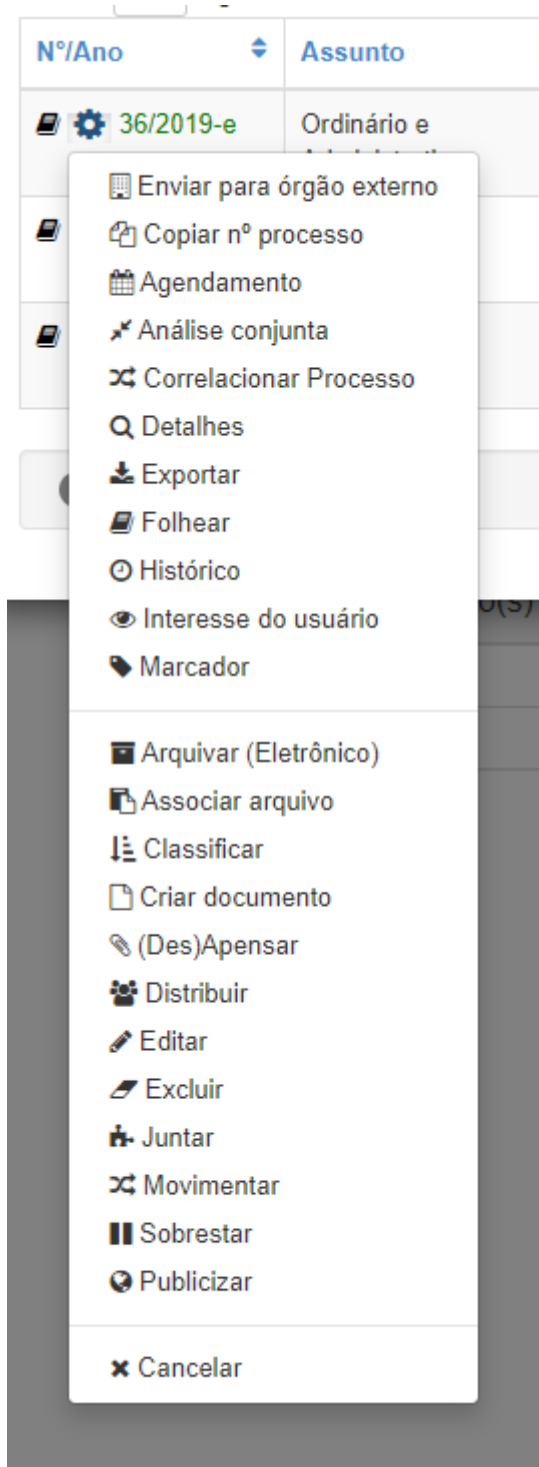 Nº/Ano Assunto
36/2019-e Ordinário e
Enviar para órgão externo
Copiar nº processo
Agendamento
Análise conjunta
Correlacionar Processo
Detalhes
Exportar
Folhear
Histórico
Interesse do usuário
Marcador
Arquivar (Eletrônico)
Associar arquivo
Classificar
Criar documento
(Des)Apensar
Distribuir
Editar
Excluir
Juntar
Movimentar
Sobrestar
Publicizar
Cancelar